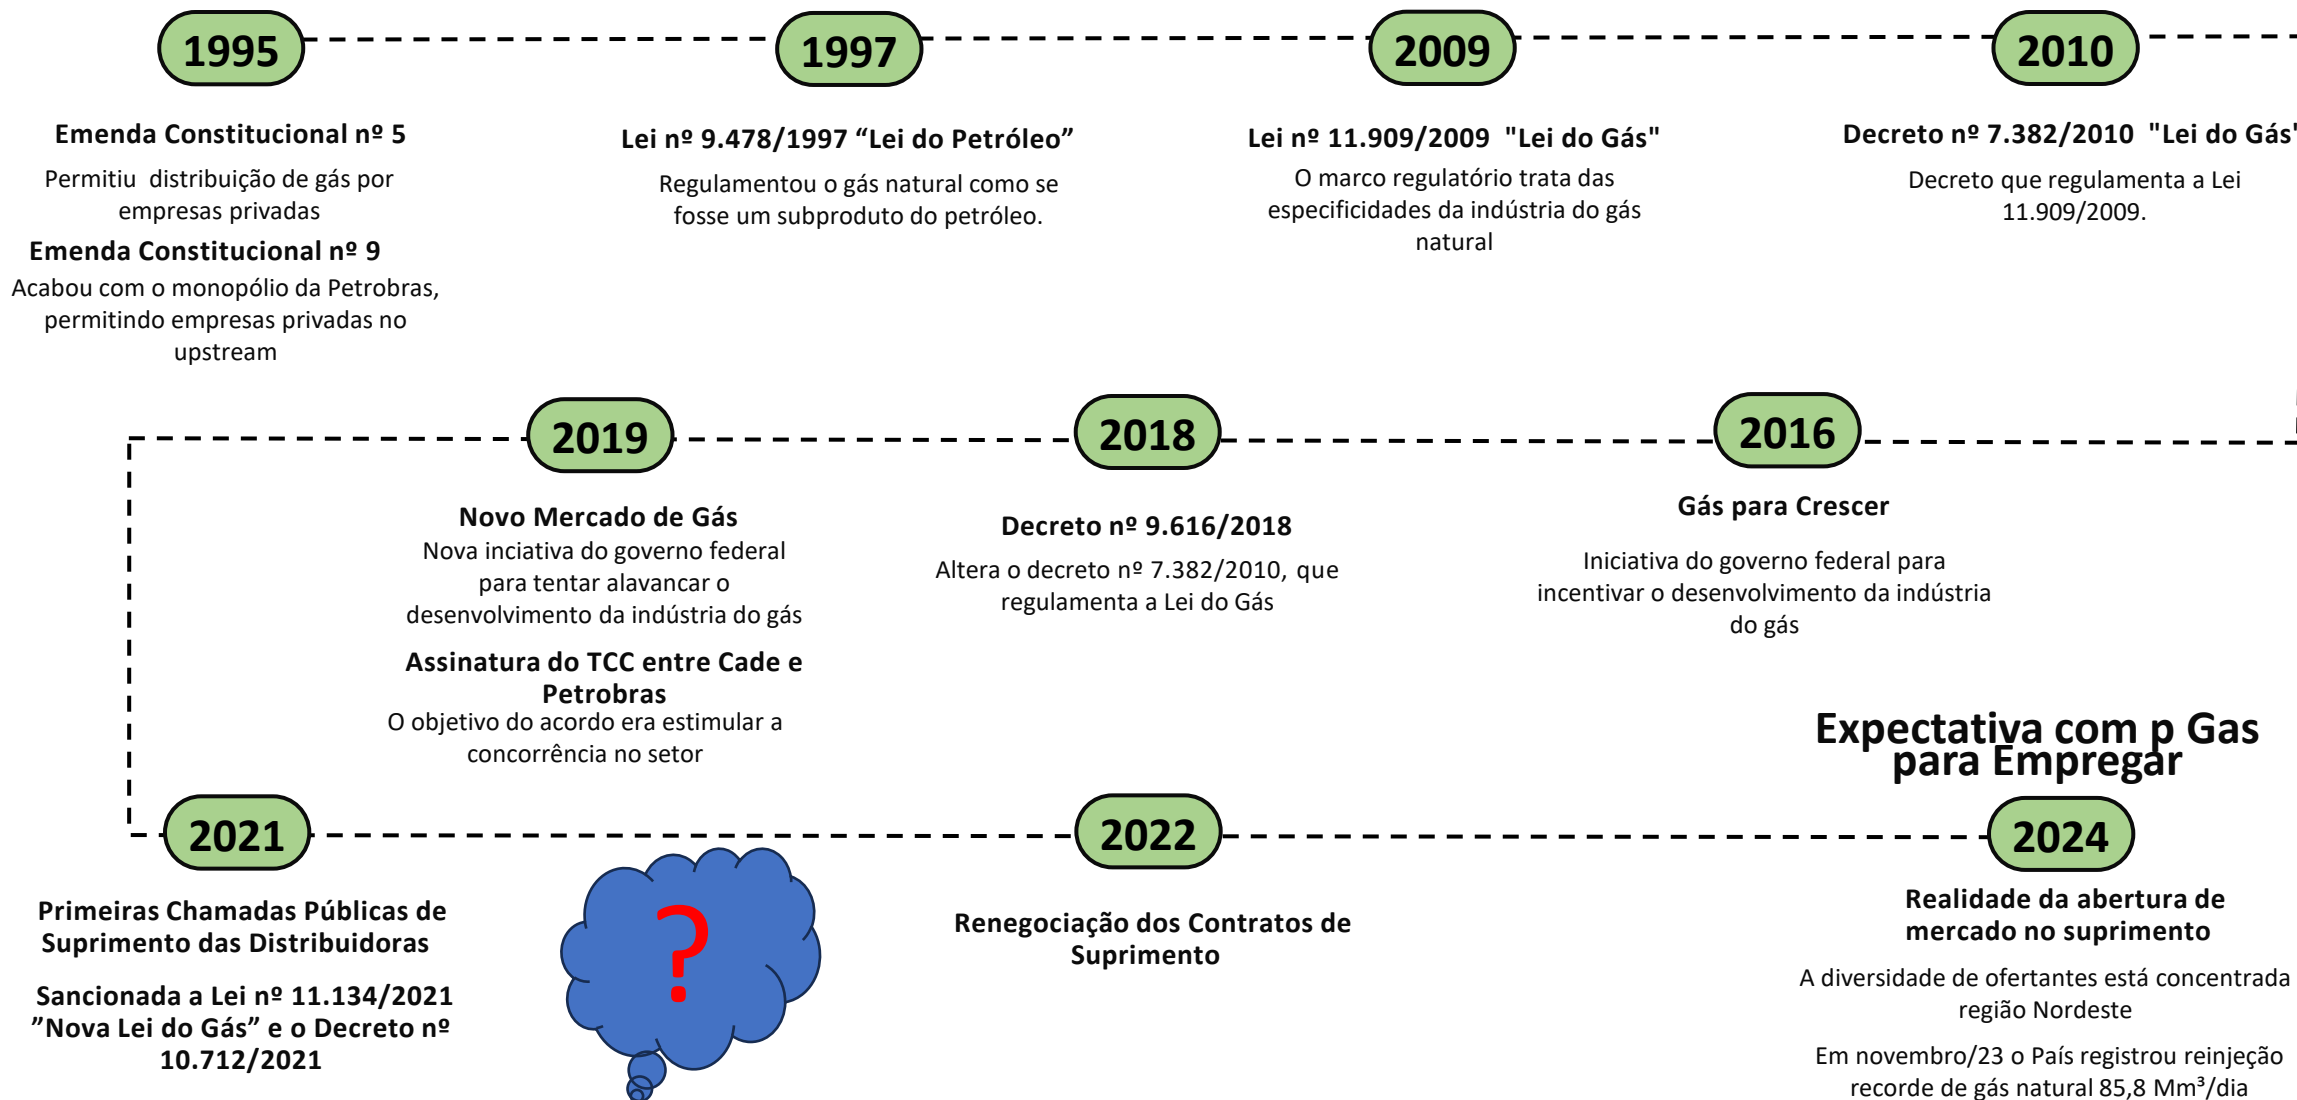 1995
1997
2009
2010
Emenda Constitucional nº 5
Permitiu distribuição de gás por
empresas privadas
Emenda Constitucional nº 9
Acabou com o monopólio da Petrobras,
permitindo empresas privadas no
upstream
Lei nº 9.478/1997 “Lei do Petróleo”
Regulamentou o gás natural como se
fosse um subproduto do petróleo.
Lei nº 11.909/2009 "Lei do Gás"
O marco regulatório trata das
especificidades da indústria do gás
natural
Decreto nº 7.382/2010 "Lei do Gás"
Decreto que regulamenta a Lei
11.909/2009.
2019
2018
2016
Novo Mercado de Gás
Nova inciativa do governo federal
para tentar alavancar o
desenvolvimento da indústria do gás
Assinatura do TCC entre Cade e
Petrobras
O objetivo do acordo era estimular a
concorrência no setor
Decreto nº 9.616/2018
Altera o decreto nº 7.382/2010, que
regulamenta a Lei do Gás
Gás para Crescer
Iniciativa do governo federal para
incentivar o desenvolvimento da indústria
do gás
Expectativa com p Gas
para Empregar
2021
2022
2024
Primeiras Chamadas Públicas de
Suprimento das Distribuidoras
Sancionada a Lei nº 11.134/2021
”Nova Lei do Gás” e o Decreto nº
10.712/2021
?
Renegociação dos Contratos de
Suprimento
Realidade da abertura de
mercado no suprimento
A diversidade de ofertantes está concentrada
região Nordeste
Em novembro/23 o País registrou reinjeção
recorde de gás natural 85,8 Mm³/dia